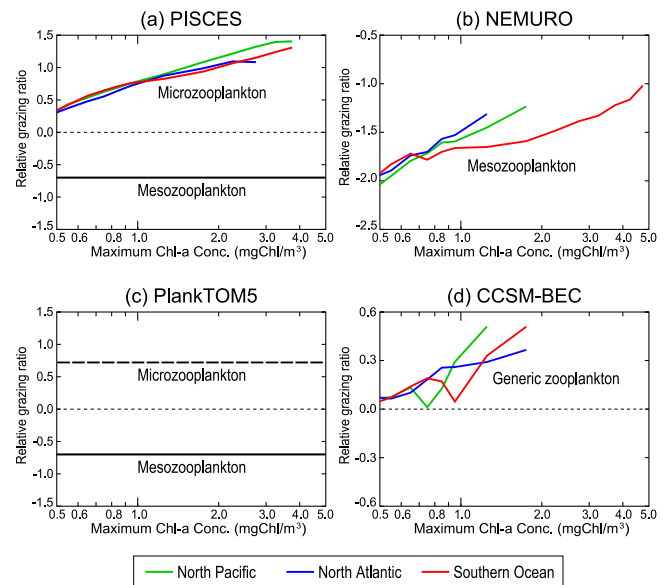 (a) PISCES
Relative grazing ratio
1.5
1.0
0.5
0.0
-0.5
-1.0
-1.5
Microzooplankton
Mesozooplankton
0.5 0.6 0.8 1.0 2.0 3.0 4.0 5.0
Maximum Chl-a Conc. (mgChl/m³)
(b) NEMURO
Relative grazing ratio
-0.5
-1.0
-1.5
-2.0
-2.5
Mesozooplankton
0.5 0.6 0.8 1.0 2.0 3.0 4.0 5.0
Maximum Chl-a Conc. (mgChl/m³)
(c) PlankTOM5
Relative grazing ratio
1.5
1.0
0.5
0.0
-0.5
-1.0
-1.5
Microzooplankton
Mesozooplankton
0.5 0.6 0.8 1.0 2.0 3.0 4.0 5.0
Maximum Chl-a Conc. (mgChl/m³)
(d) CCSM-BEC
Relative grazing ratio
0.6
0.3
0.0
-0.3
-0.6
Generic zooplankton
0.5 0.6 0.8 1.0 2.0 3.0 4.0 5.0
Maximum Chl-a Conc. (mgChl/m³)
North Pacific North Atlantic Southern Ocean